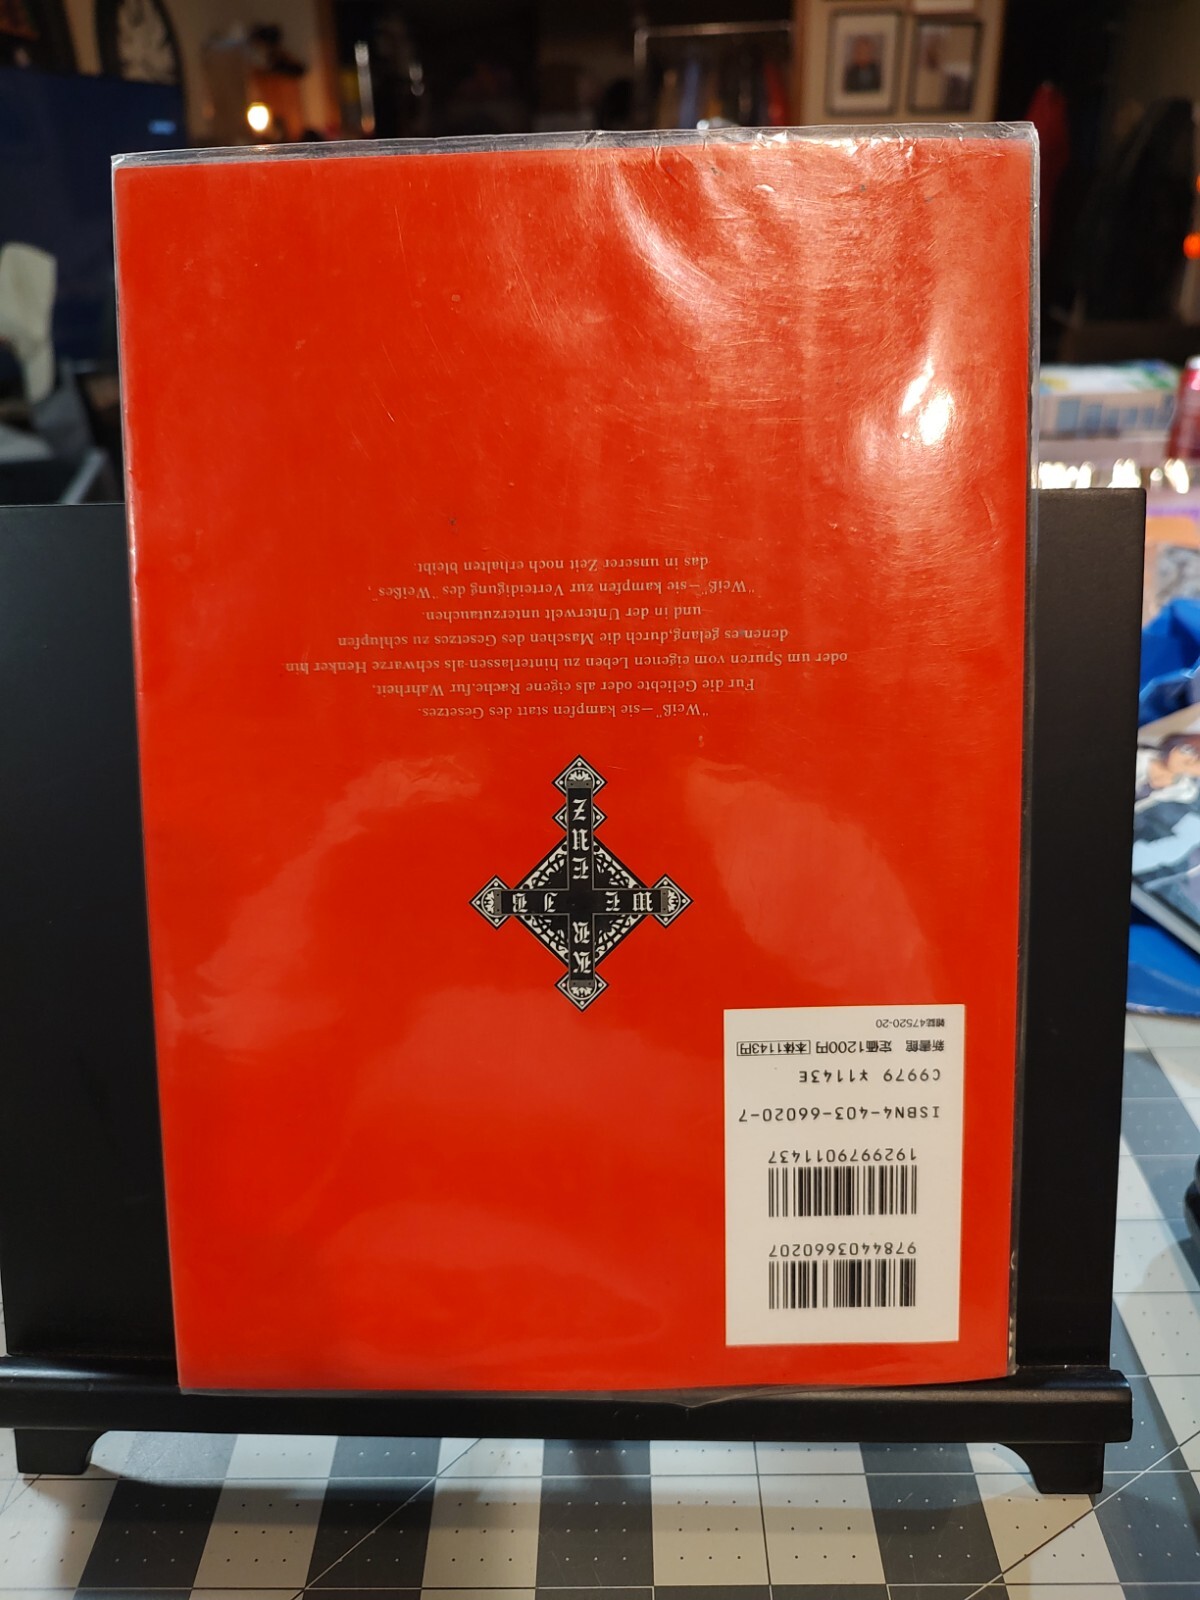 9784403660207
1929979011437
ISBN4-403-66020-7
C9979 ¥1143E
新書館 定価1200円 本体1143円
雑誌47520-20
KREUZ
WEIß
"Weiß"—sie kampfen statt des Gesetzes.
Fur die Geliebte oder als eigene Rache.fur Wahrheit,
oder um Spuren vom eigenen Leben zu hinterlassen-als schwarze Henker hin
denen es gelang,durch die Maschen des Gesetzes zu schlupfen
und in der Unterwelt unterzutauchen.
"Weiß"—sie kampfen zur Verteidigung des "Weißes",
das in unserer Zeit noch erhalten bleibt.